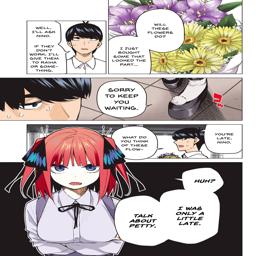 WILL
THESE
FLOWERS
DO?
I JUST
BOUGHT
SOME THAT
LOOKED THE
PART...
WELL,
I'LL ASK
NINO.
IF THEY
DON'T
WORK, I'LL
GIVE THEM
TO RAIHA
OR SOME-
THING.
SORRY
TO KEEP
YOU
WAITING.
YOU'RE
LATE,
NINO.
WHAT DO
YOU THINK
OF THESE
FLOW-
HUH?
I WAS
ONLY A
LITTLE
LATE.
TALK
ABOUT
PETTY.